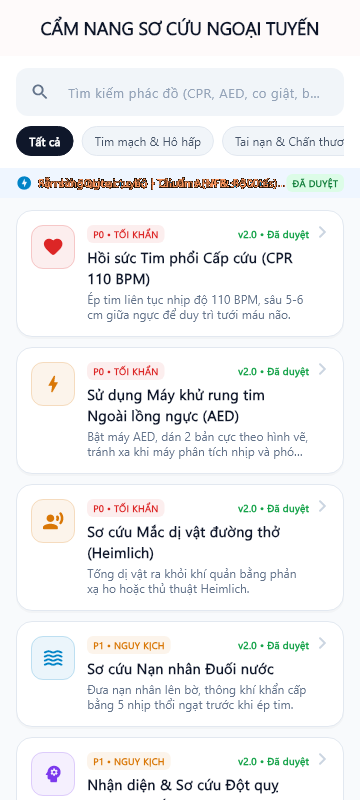 CẨM NANG SƠ CỨU NGOẠI TUYẾN
Tìm kiếm phác đồ (CPR, AED, co giật, b...
Tất cả
Tim mạch & Hô hấp
Tai nạn & Chấn thươ
ĐÃ DUYỆT
P0 • TỐI KHẨN
v2.0 • Đã duyệt
Hồi sức Tim phổi Cấp cứu (CPR
110 BPM)
Ép tim liên tục nhịp độ 110 BPM, sâu 5-6
cm giữa ngực để duy trì tưới máu não.
P0 • TỐI KHẨN
v2.0 • Đã duyệt
Sử dụng Máy khử rung tim
Ngoài lồng ngực (AED)
Bật máy AED, dán 2 bản cực theo hình vẽ,
tránh xa khi máy phân tích nhịp và phó...
P0 • TỐI KHẨN
v2.0 • Đã duyệt
Sơ cứu Mắc dị vật đường thở
(Heimlich)
Tống dị vật ra khỏi khí quản bằng phản
xạ ho hoặc thủ thuật Heimlich.
P1 • NGUY KỊCH
v2.0 • Đã duyệt
Sơ cứu Nạn nhân Đuối nước
Đưa nạn nhân lên bờ, thông khí khẩn cấp
bằng 5 nhịp thổi ngạt trước khi ép tim.
P1 • NGUY KỊCH
v2.0 • Đã duyệt
Nhận diện & Sơ cứu Đột quỵ